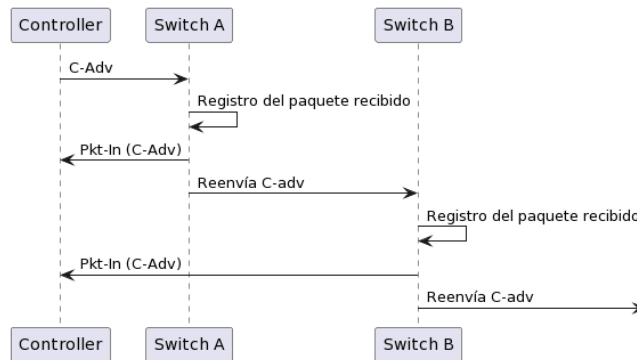 Controller
Switch A
Switch B
C-Adv
Registro del paquete recibido
Pkt-In (C-Adv)
Reenvía C-adv
Registro del paquete recibido
Pkt-In (C-Adv)
Reenvía C-adv
Controller
Switch A
Switch B